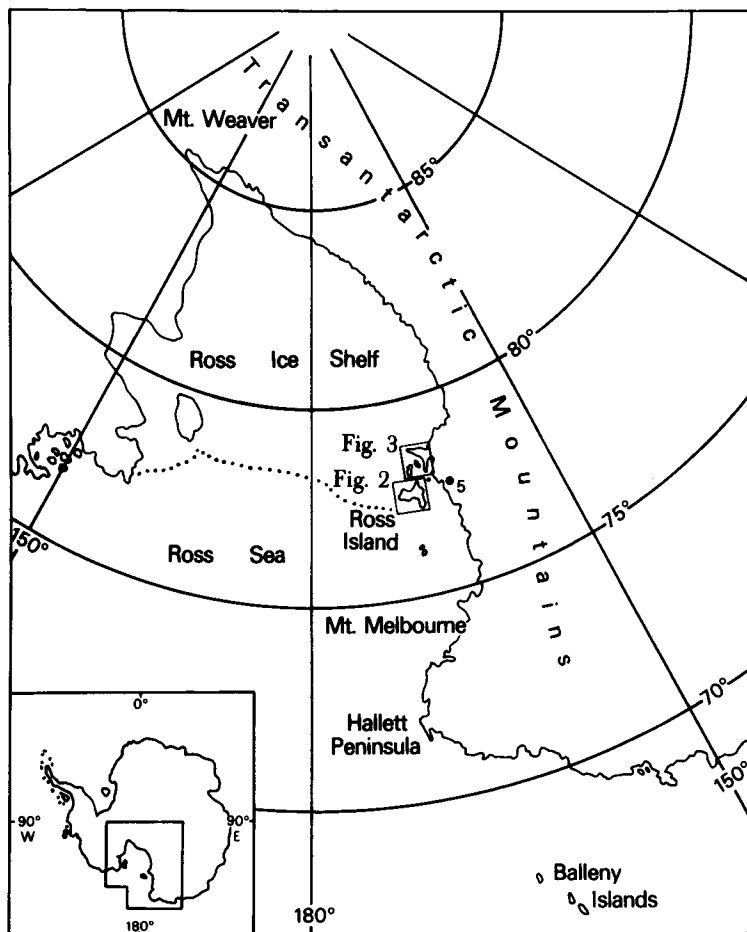 Transantarctic
Mt. Weaver
85°
80°
Ross Ice Shelf
Mountains
Fig. 3
Fig. 2
5
75°
Ross
Island
150°
Ross Sea
Mt. Melbourne
70°
0°
Hallett
Peninsula
150°
90°
W
90°
E
Balleny
Islands
180°
180°